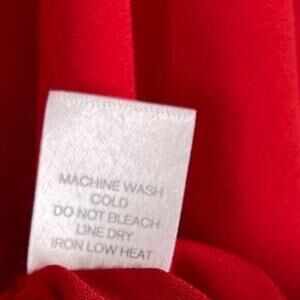 MACHINE WASH
COLD
DO NOT BLEACH
LINE DRY
IRON LOW HEAT